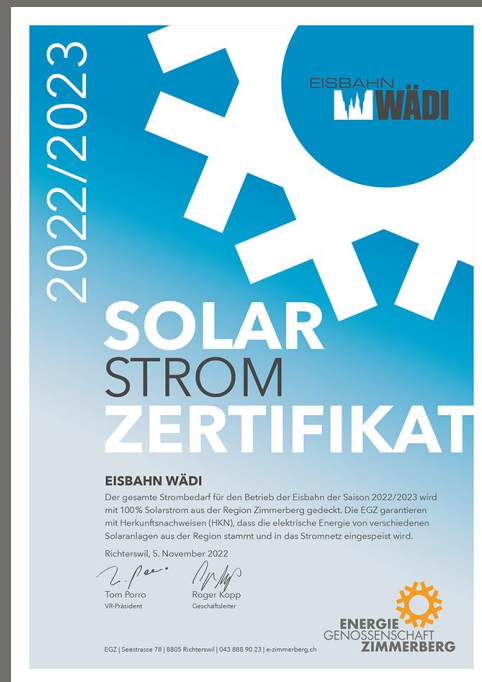 2022/2023
EISBAHN
WÄDI
SOLAR
STROM
ZERTIFIKAT
EISBAHN WÄDI
Der gesamte Strombedarf für den Betrieb der Eisbahn der Saison 2022/2023 wird
mit 100% Solarstrom aus der Region Zimmerberg gedeckt. Die EGZ garantieren
mit Herkunftsnachweisen (HKN), dass die elektrische Energie von verschiedenen
Solaranlagen aus der Region stammt und in das Stromnetz eingespeist wird.
Richterswil, 5. November 2022
Tom Porro
Roger Kopp
VR-Präsident
Geschäftsleiter
ENERGIE
GENOSSENSCHAFT
ZIMMERBERG
EGZ | Seestrasse 78 | 8805 Richterswil | 043 888 90 23 | e-zimmerberg.ch